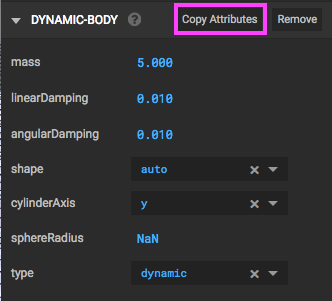 DYNAMIC-BODY ? Copy Attributes Remove
mass 5.000
linearDamping 0.010
angularDamping 0.010
shape auto
cylinderAxis y
sphereRadius NaN
type dynamic